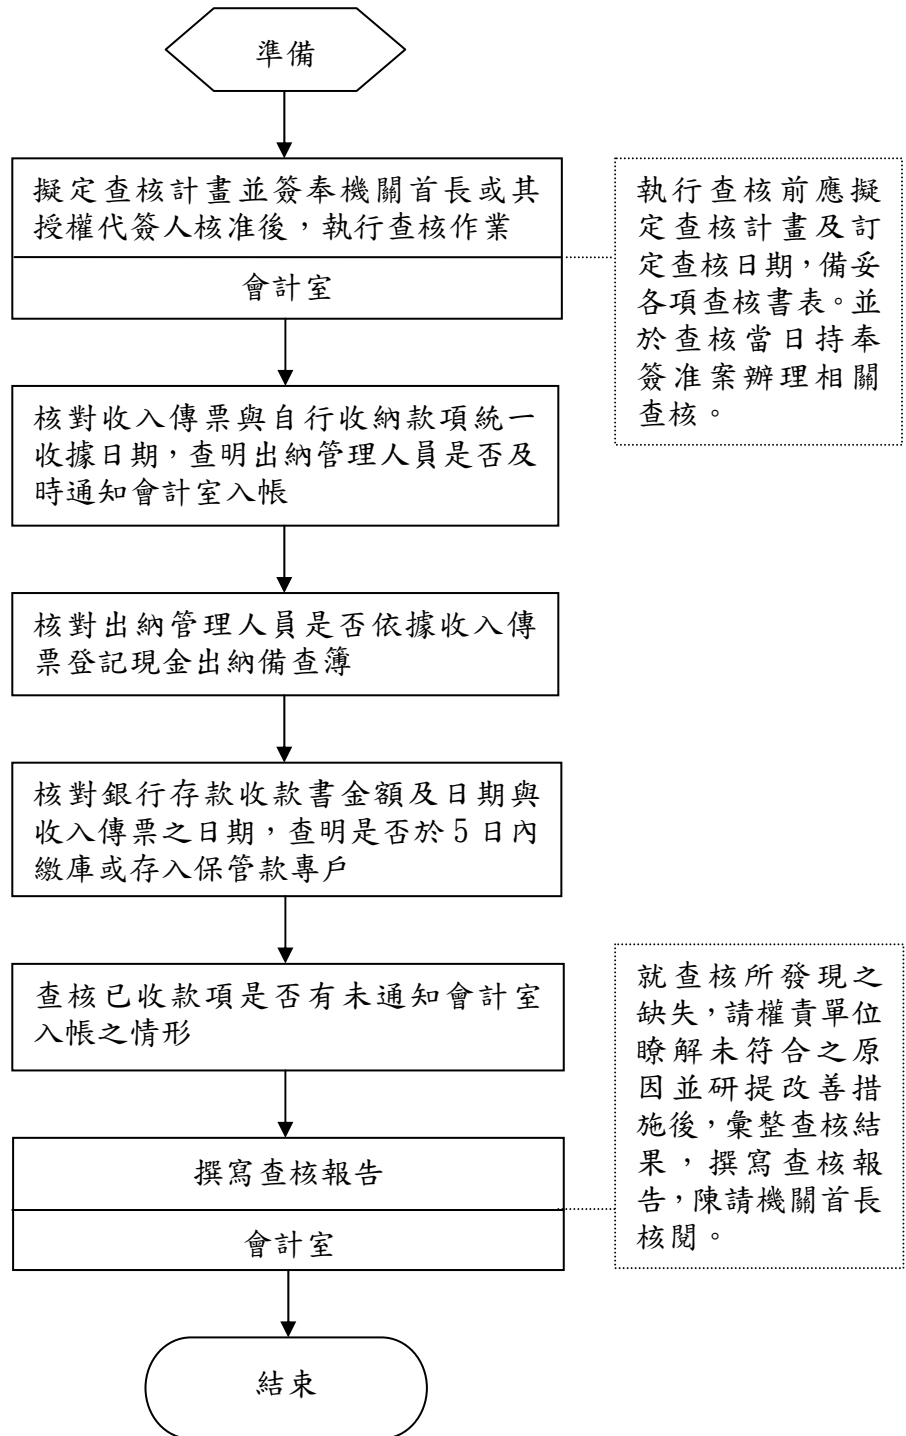 準備
擬定查核計畫並簽奉機關首長或其
授權代簽人核准後，執行查核作業
會計室
執行查核前應擬
定查核計畫及訂
定查核日期，備妥
各項查核書表。並
於查核當日持奉
簽准案辦理相關
查核。
核對收入傳票與自行收納款項統一
收據日期，查明出納管理人員是否及
時通知會計室入帳
核對出納管理人員是否依據收入傳
票登記現金出納備查簿
核對銀行存款收款書金額及日期與
收入傳票之日期，查明是否於 5 日內
繳庫或存入保管款專戶
查核已收款項是否有未通知會計室
入帳之情形
就查核所發現之
缺失，請權責單位
瞭解未符合之原
因並研提改善措
施後，彙整查核結
果，撰寫查核報
告，陳請機關首長
核閱。
撰寫查核報告
會計室
結束